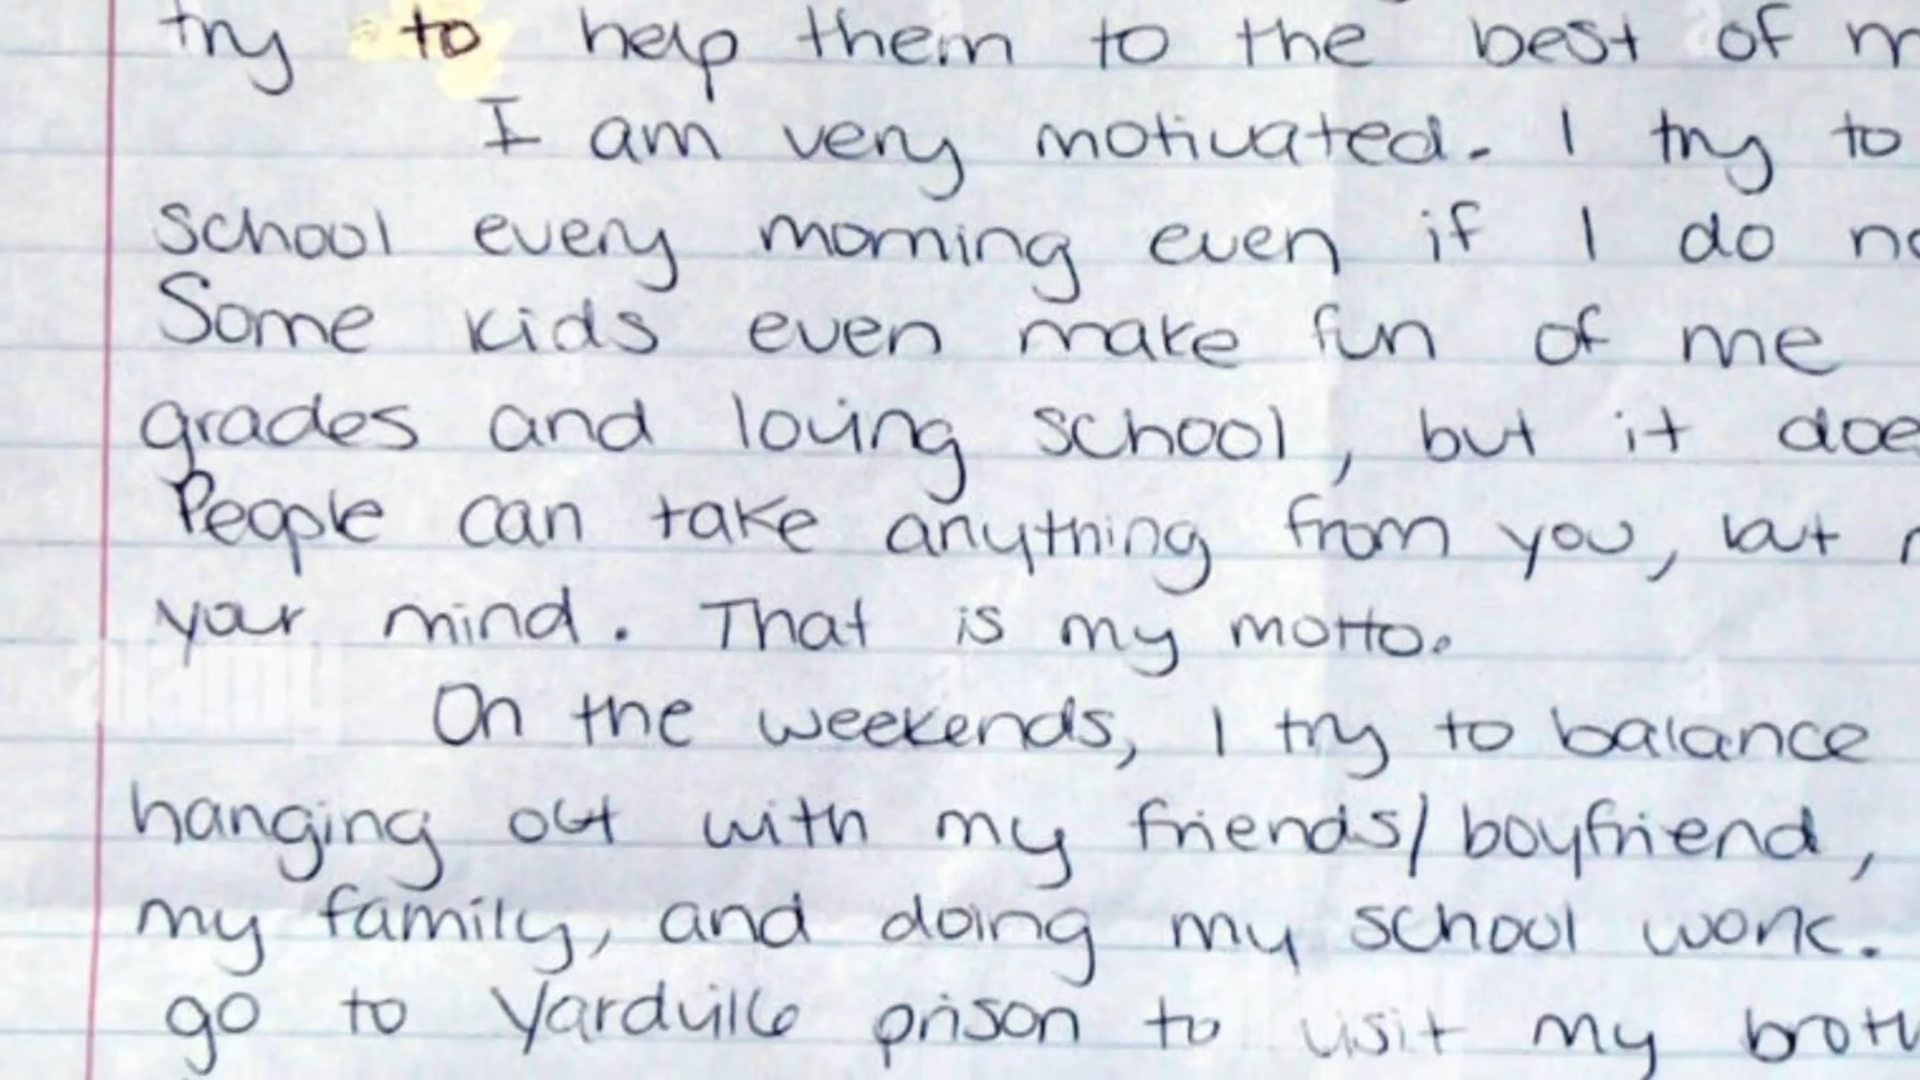 try to help them to the best of m
I am very motivated. I try to
school every morning even if I do no
Some kids even make fun of me
grades and loving school, but it doe
People can take anything from you, but
your mind. That is my motto.
On the weekends, I try to balance
hanging out with my friends/boyfriend,
my family, and doing my school work.
go to Yardville prison to visit my broth